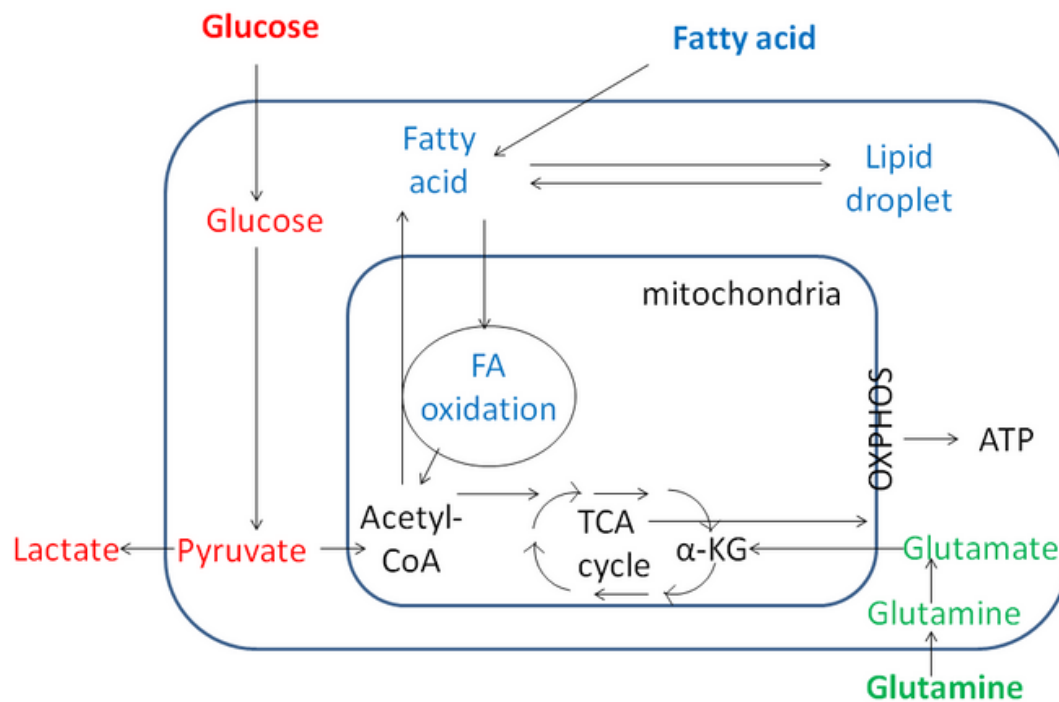 Glucose
Fatty acid
Fatty
acid
Lipid
droplet
Glucose
mitochondria
FA
oxidation
OXPHOS
ATP
Acetyl-
CoA
TCA
cycle
α-KG
Lactate
Pyruvate
Glutamate
Glutamine
Glutamine